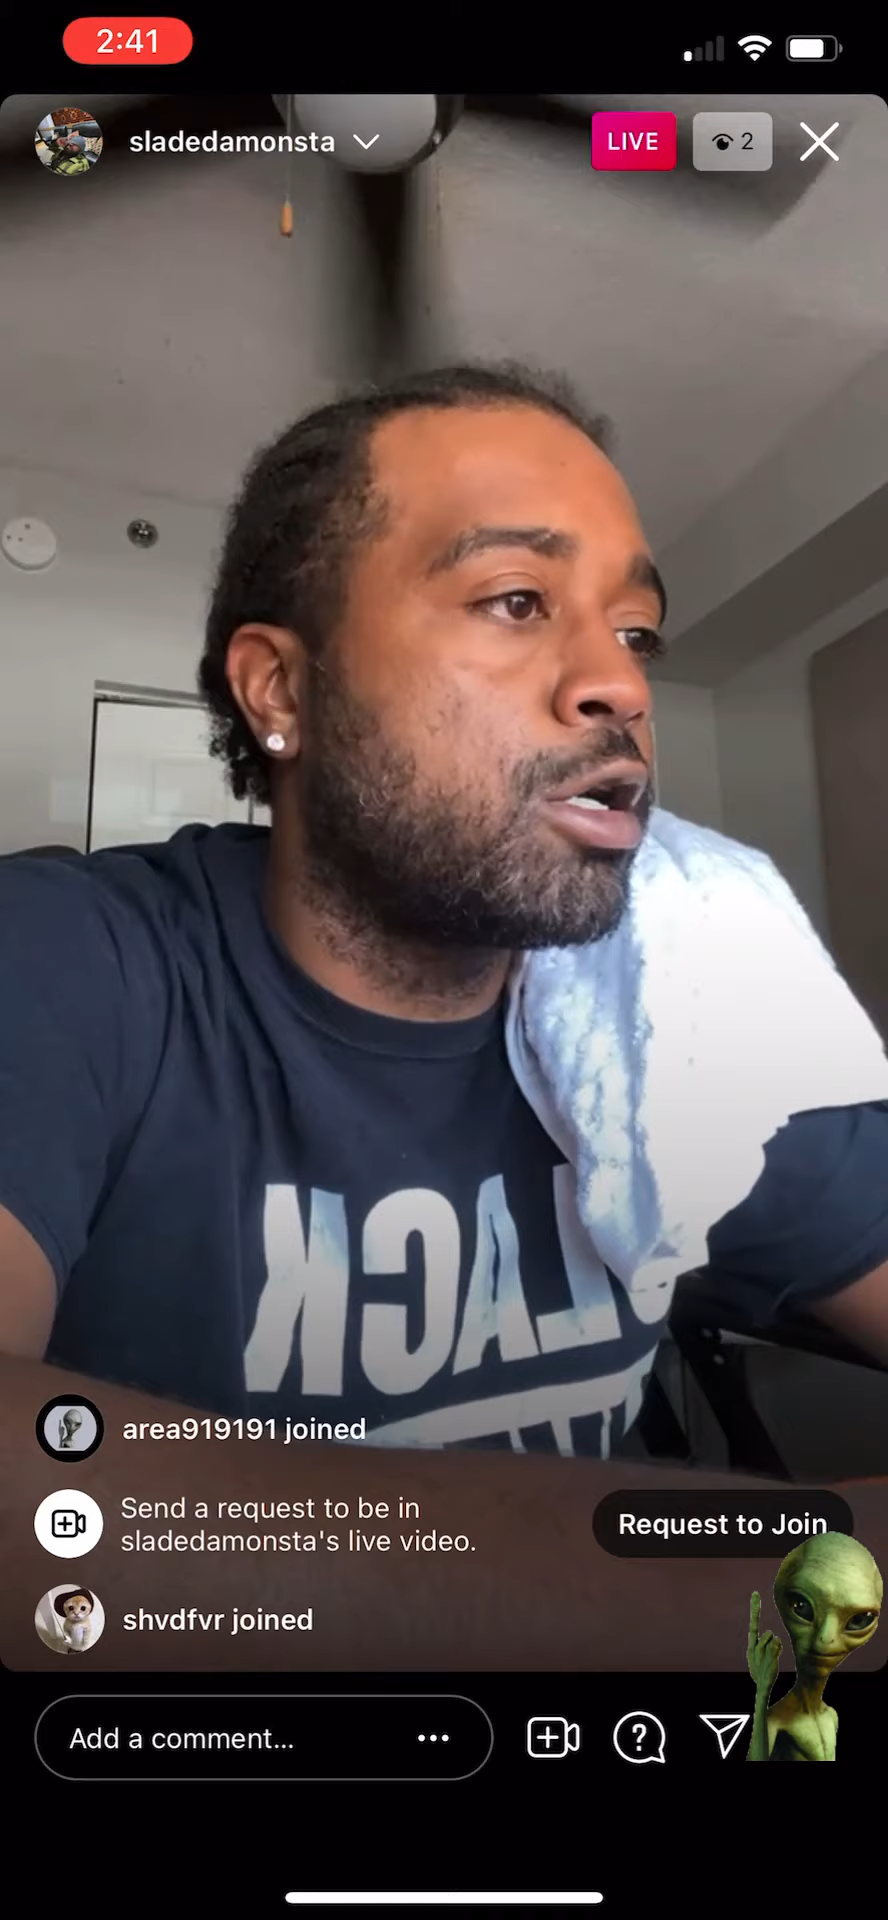 2:41
sladedamonsta
LIVE
2
BLACK
area919191 joined
Send a request to be in
sladedamonsta's live video.
Request to Join
shvdfvr joined
Add a comment...